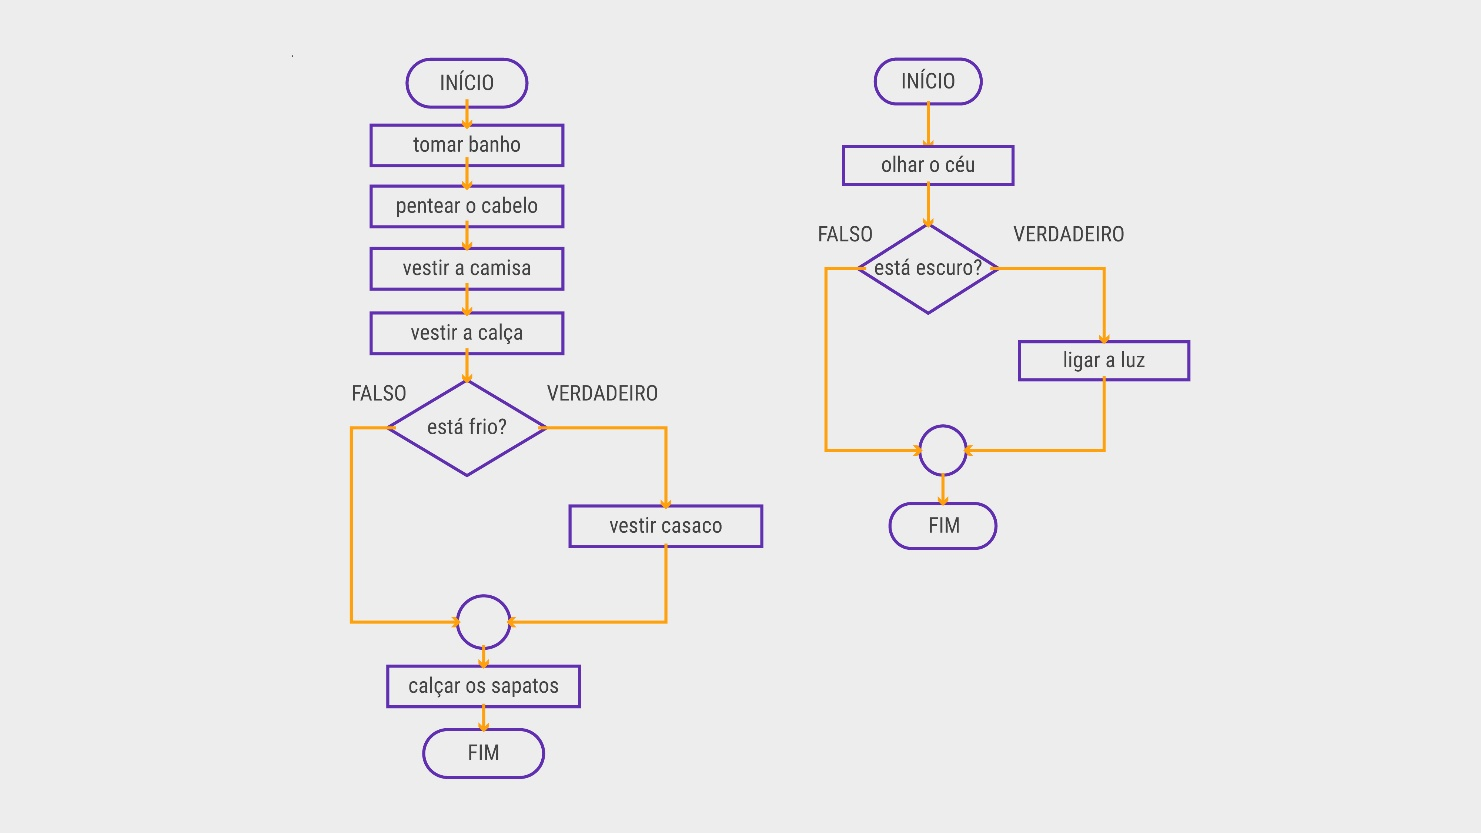 INÍCIO
tomar banho
pentear o cabelo
vestir a camisa
vestir a calça
FALSO
VERDADEIRO
está frio?
vestir casaco
calçar os sapatos
FIM
INÍCIO
olhar o céu
FALSO
VERDADEIRO
está escuro?
ligar a luz
FIM